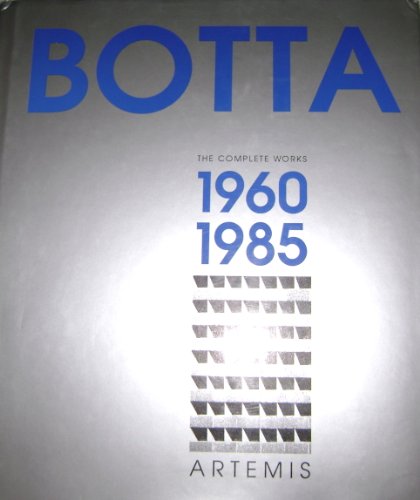 BOTTA
THE COMPLETE WORKS
1960
1985
ARTEMIS